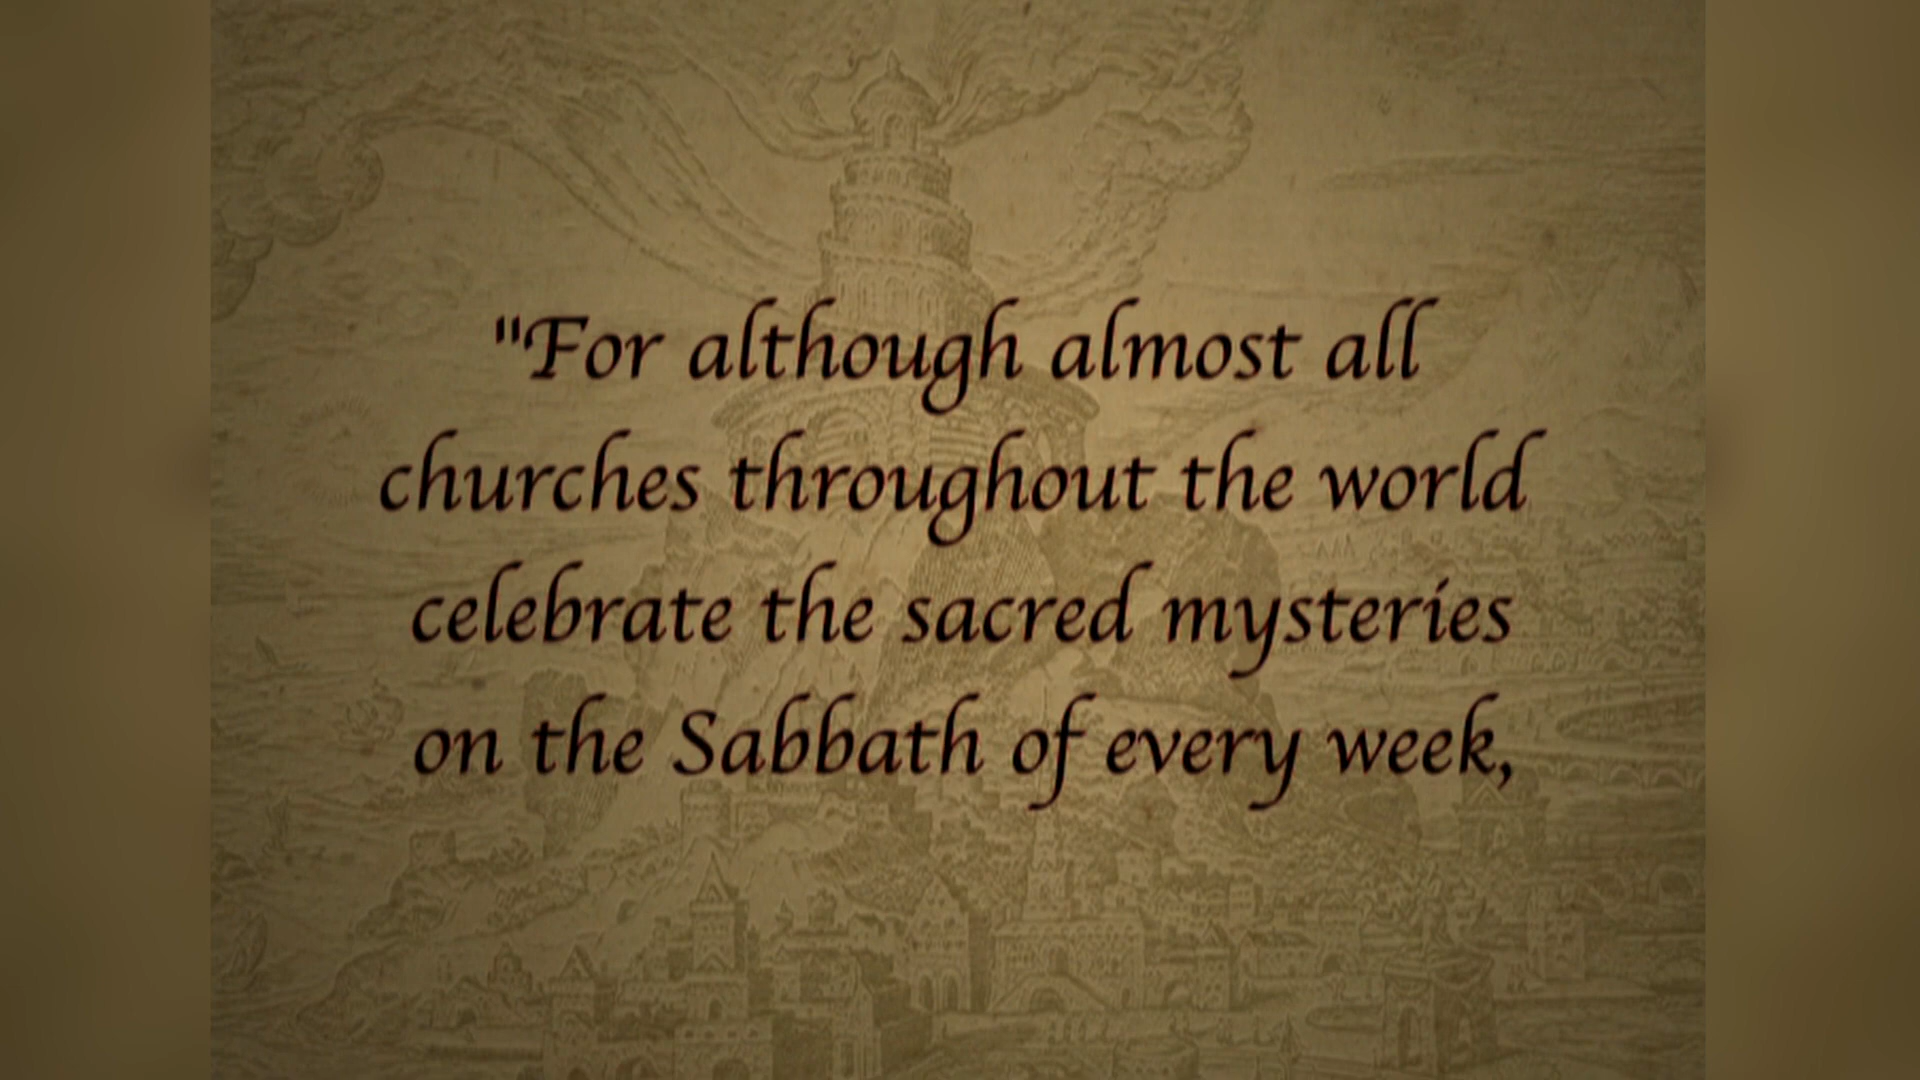 "For although almost all
churches throughout the world
celebrate the sacred mysteries
on the Sabbath of every week,